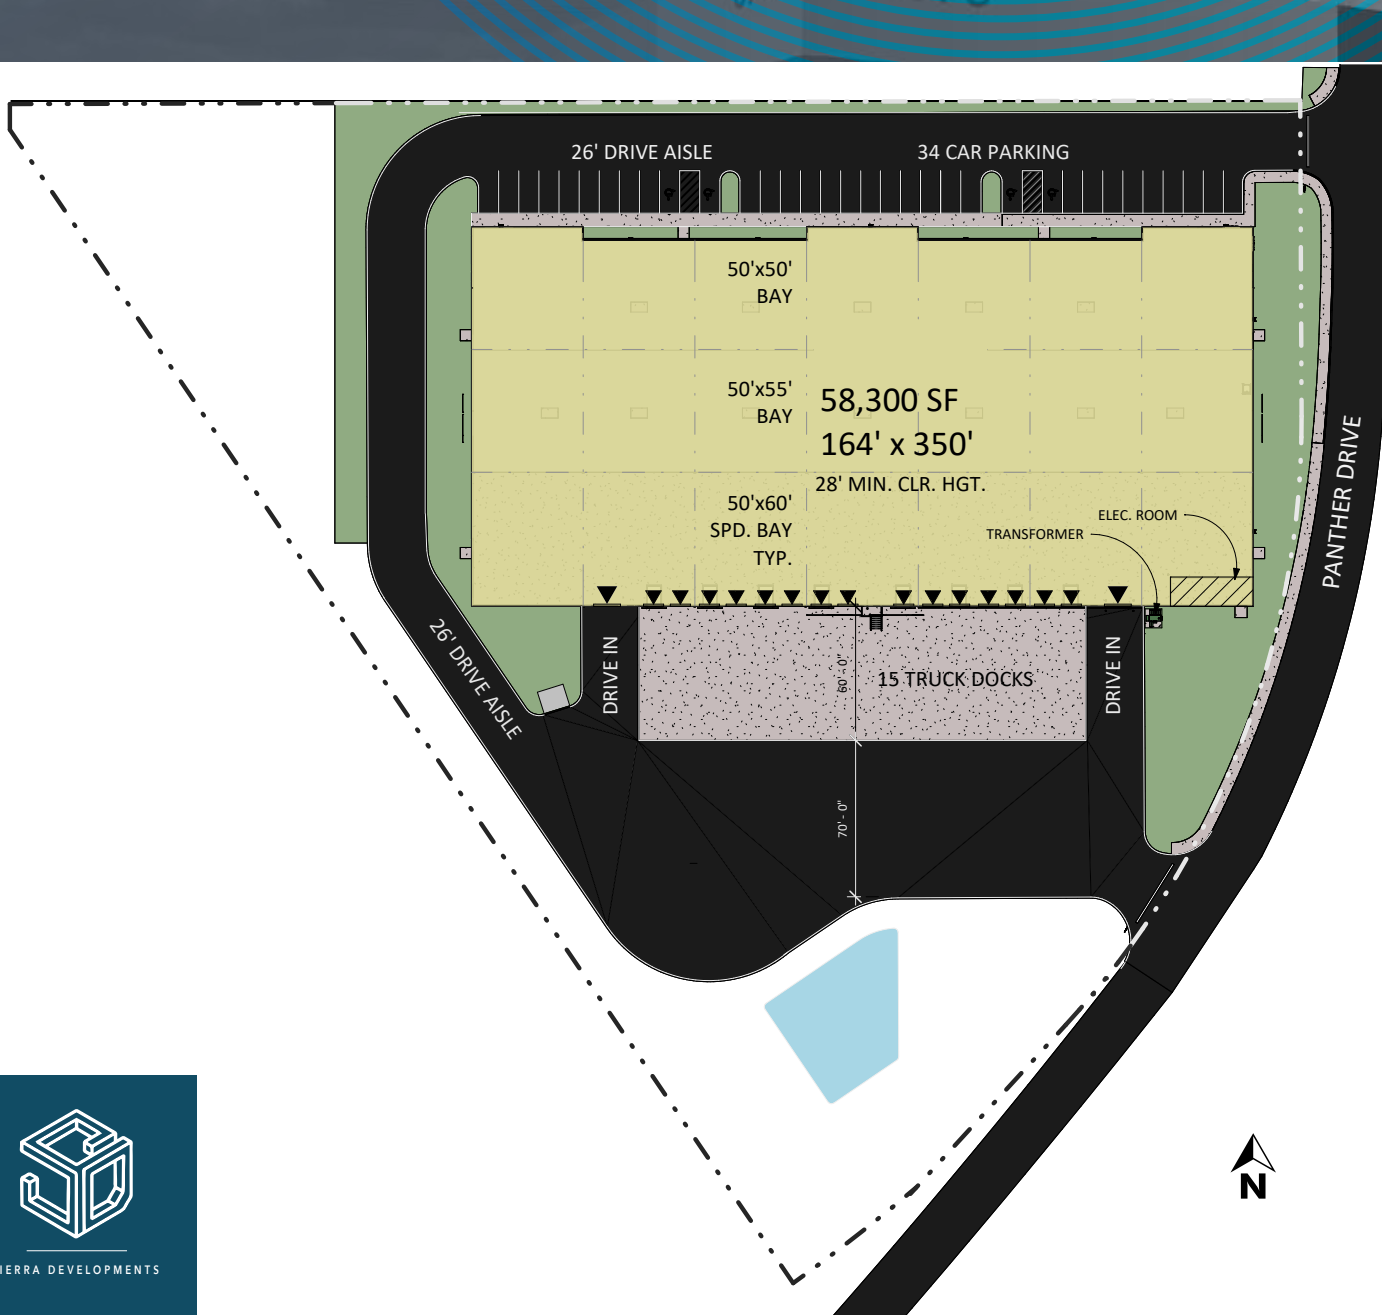 26' DRIVE AISLE
34 CAR PARKING
50'x50'
BAY
50'x55'
BAY
58,300 SF
164' x 350'
28' MIN. CLR. HGT.
50'x60'
SPD. BAY
TYP.
ELEC. ROOM
TRANSFORMER
PANTHER DRIVE
26' DRIVE AISLE
DRIVE IN
60' - 0"
15 TRUCK DOCKS
DRIVE IN
70' - 0"
N
IERRA DEVELOPMENTS